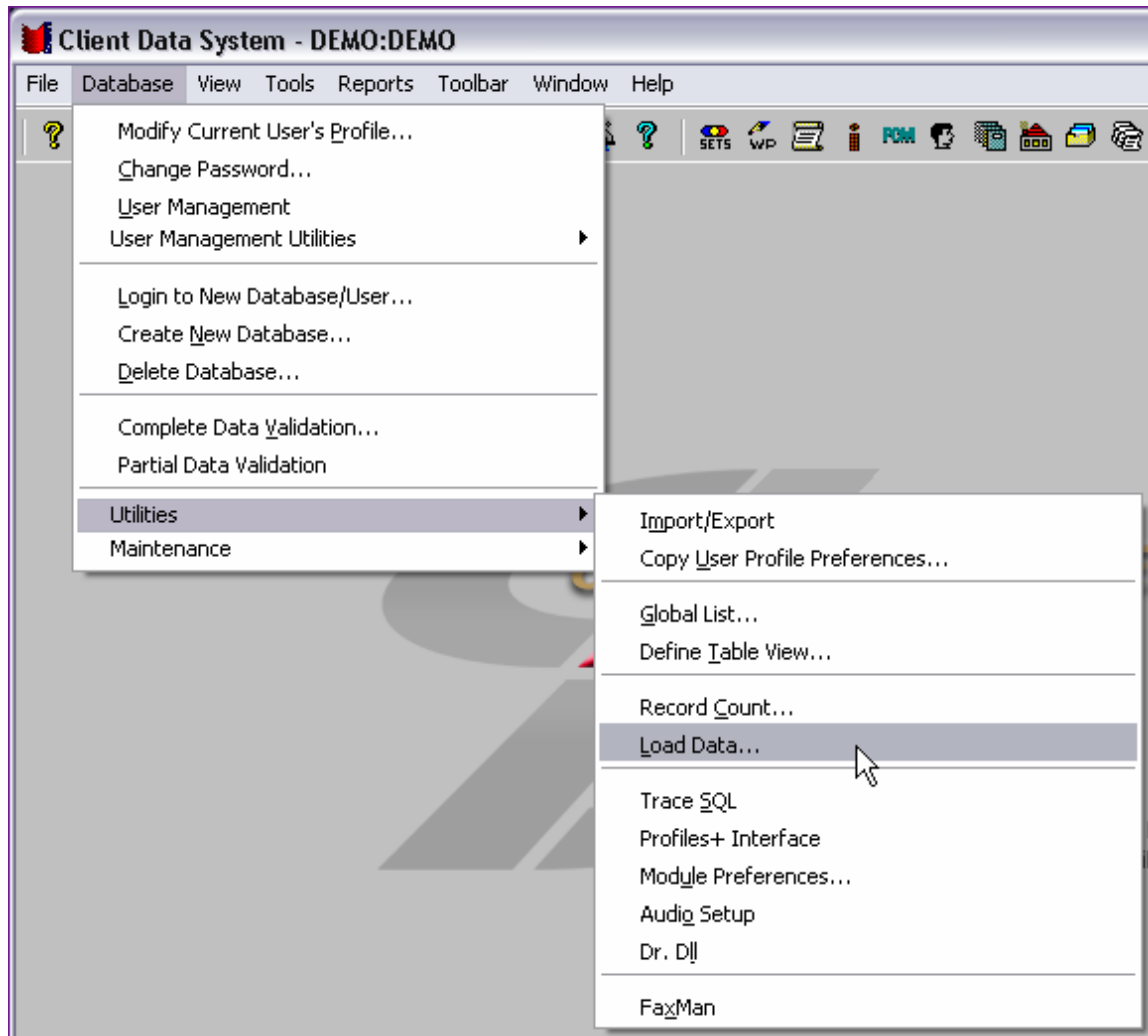 Client Data System - DEMO:DEMO
File Database View Tools Reports Toolbar Window Help
SETS WP
Modify Current User's Profile...
Change Password...
User Management
User Management Utilities
Login to New Database/User...
Create New Database...
Delete Database...
Complete Data Validation...
Partial Data Validation
Utilities
Maintenance
Import/Export
Copy User Profile Preferences...
Global List...
Define Table View...
Record Count...
Load Data...
Trace SQL
Profiles+ Interface
Module Preferences...
Audio Setup
Dr. Dll
FaxMan